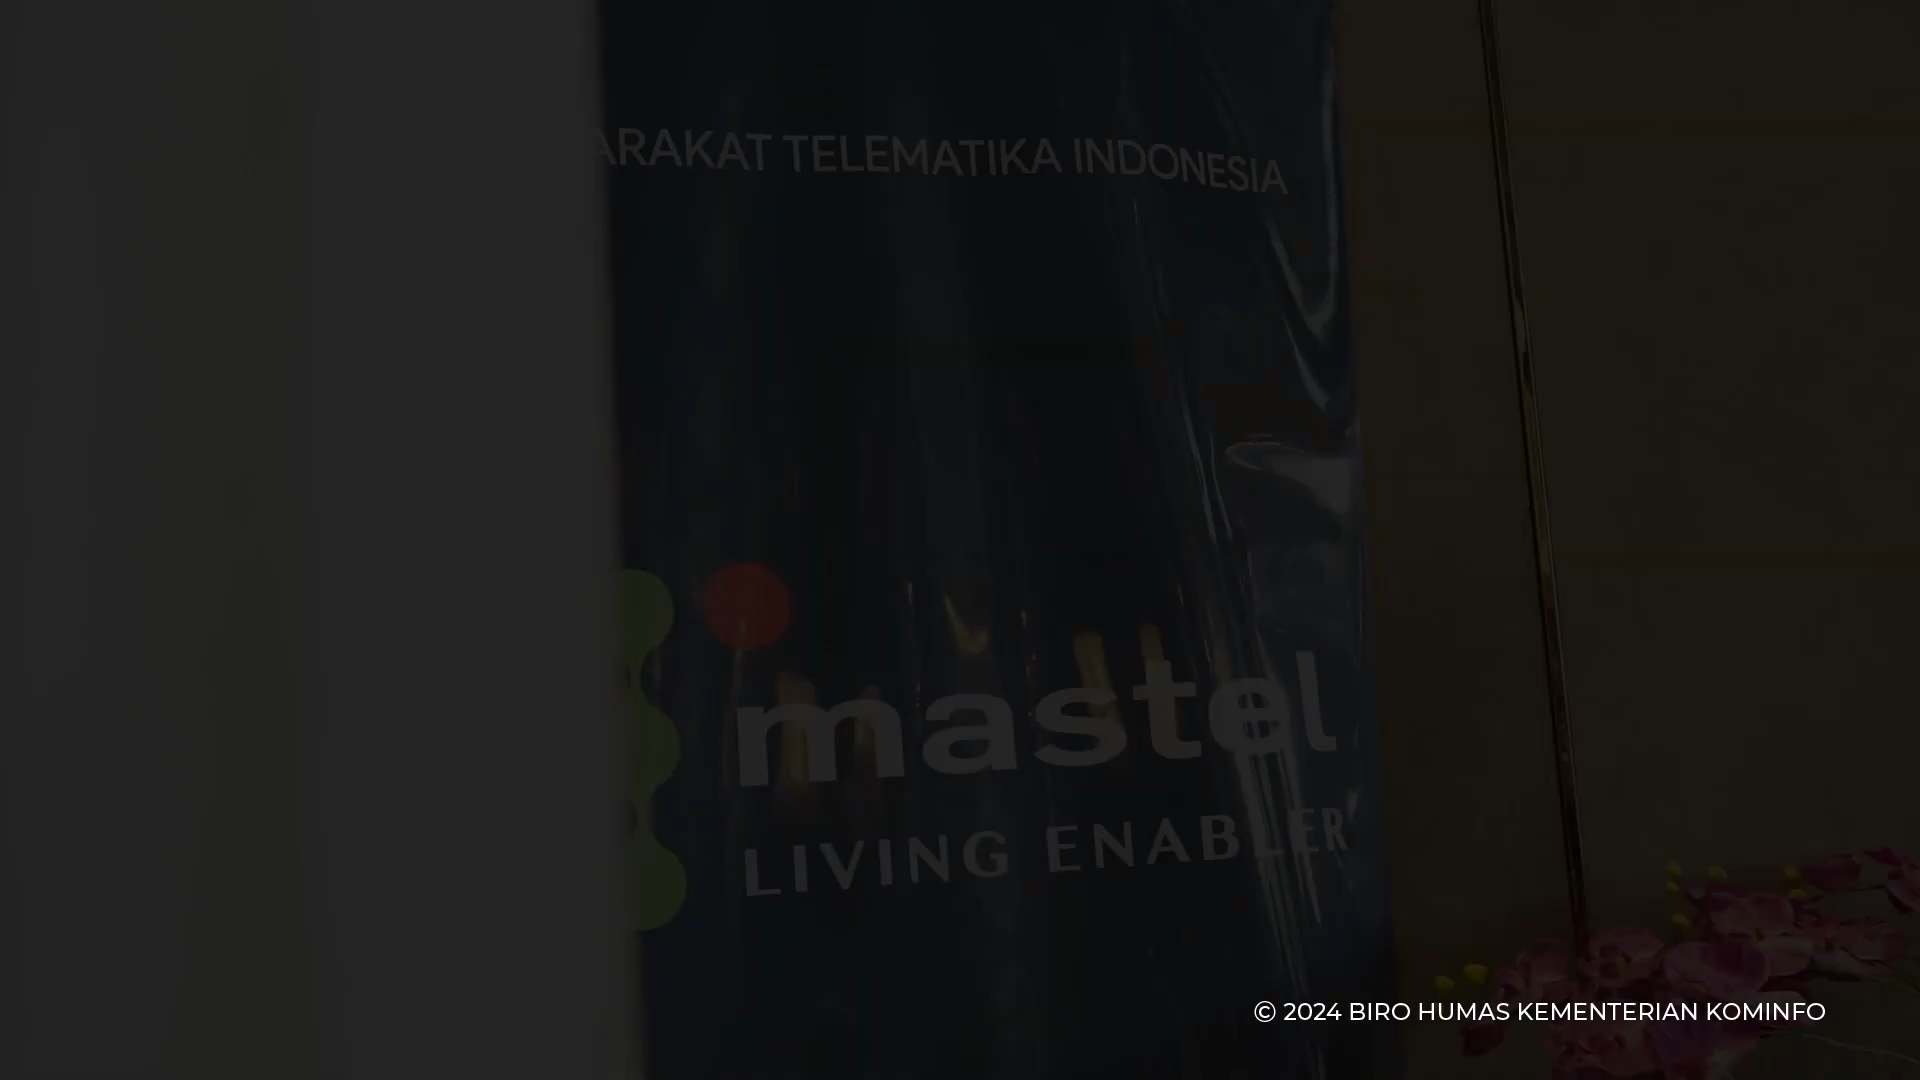 ARAKAT TELEMATIKA INDONESIA
mastel
LIVING ENABLER
© 2024 BIRO HUMAS KEMENTERIAN KOMINFO